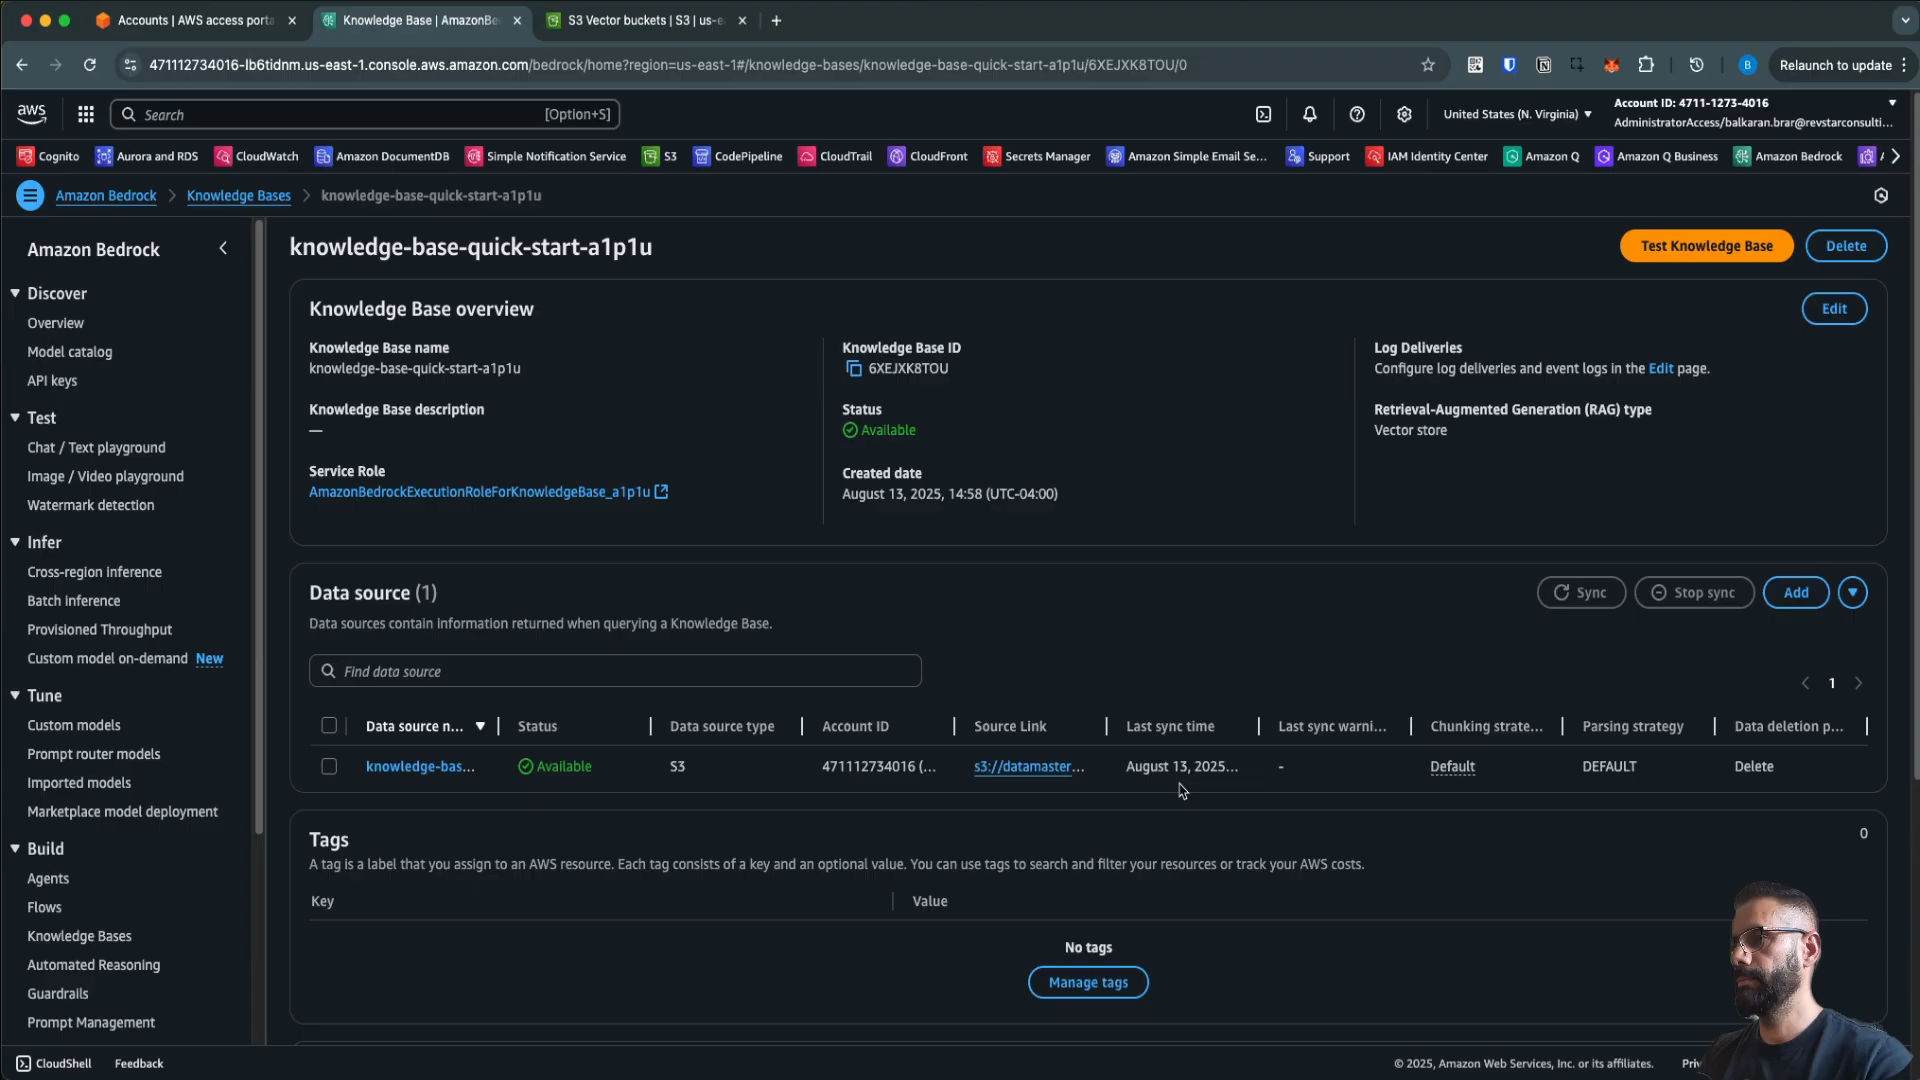 Accounts | AWS access porta
Knowledge Base | AmazonBe
S3 Vector buckets | S3 | us-e
471112734016-lb6tidnm.us-east-1.console.aws.amazon.com/bedrock/home?region=us-east-1#/knowledge-bases/knowledge-base-quick-start-a1p1u/6XEJXK8TOU/0
B
Relaunch to update
aws
Search
[Option+S]
United States (N. Virginia)
Account ID: 4711-1273-4016
AdministratorAccess/balkaran.brar@revstarconsulti...
Cognito
Aurora and RDS
CloudWatch
Amazon DocumentDB
Simple Notification Service
S3
CodePipeline
CloudTrail
CloudFront
Secrets Manager
Amazon Simple Email Se...
Support
IAM Identity Center
Amazon Q
Amazon Q Business
Amazon Bedrock
Amazon Bedrock
Knowledge Bases
knowledge-base-quick-start-a1p1u
Amazon Bedrock
Discover
Overview
Model catalog
API keys
Test
Chat / Text playground
Image / Video playground
Watermark detection
Infer
Cross-region inference
Batch inference
Provisioned Throughput
Custom model on-demand New
Tune
Custom models
Prompt router models
Imported models
Marketplace model deployment
Build
Agents
Flows
Knowledge Bases
Automated Reasoning
Guardrails
Prompt Management
knowledge-base-quick-start-a1p1u
Test Knowledge Base
Delete
Knowledge Base overview
Edit
Knowledge Base name
knowledge-base-quick-start-a1p1u
Knowledge Base description
—
Service Role
AmazonBedrockExecutionRoleForKnowledgeBase_a1p1u
Knowledge Base ID
6XEJXK8TOU
Status
Available
Created date
August 13, 2025, 14:58 (UTC-04:00)
Log Deliveries
Configure log deliveries and event logs in the Edit page.
Retrieval-Augmented Generation (RAG) type
Vector store
Data source (1)
Sync
Stop sync
Add
Data sources contain information returned when querying a Knowledge Base.
Find data source
1
Data source n...
Status
Data source type
Account ID
Source Link
Last sync time
Last sync warni...
Chunking strate...
Parsing strategy
Data deletion p...
knowledge-bas...
Available
S3
471112734016 (...
s3://datamaster...
August 13, 2025...
-
Default
DEFAULT
Delete
Tags
0
A tag is a label that you assign to an AWS resource. Each tag consists of a key and an optional value. You can use tags to search and filter your resources or track your AWS costs.
Key
Value
No tags
Manage tags
CloudShell
Feedback
© 2025, Amazon Web Services, Inc. or its affiliates.